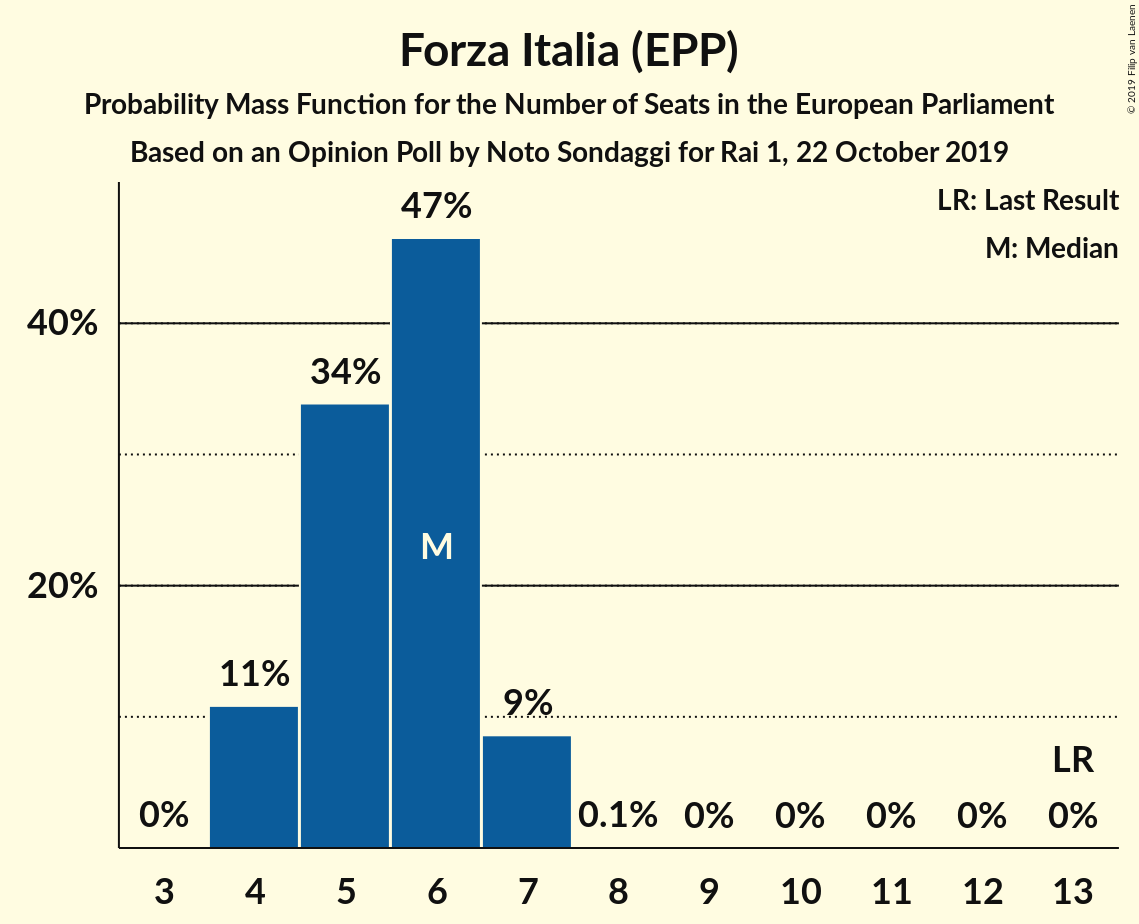 Forza Italia (EPP)
Probability Mass Function for the Number of Seats in the European Parliament
Based on an Opinion Poll by Noto Sondaggi for Rai 1, 22 October 2019
© 2019 Filip van Laenen
LR: Last Result
M: Median
47%
40%
34%
M
20%
11%
9%
LR
0% 0.1% 0% 0% 0% 0% 0%
3 4 5 6 7 8 9 10 11 12 13